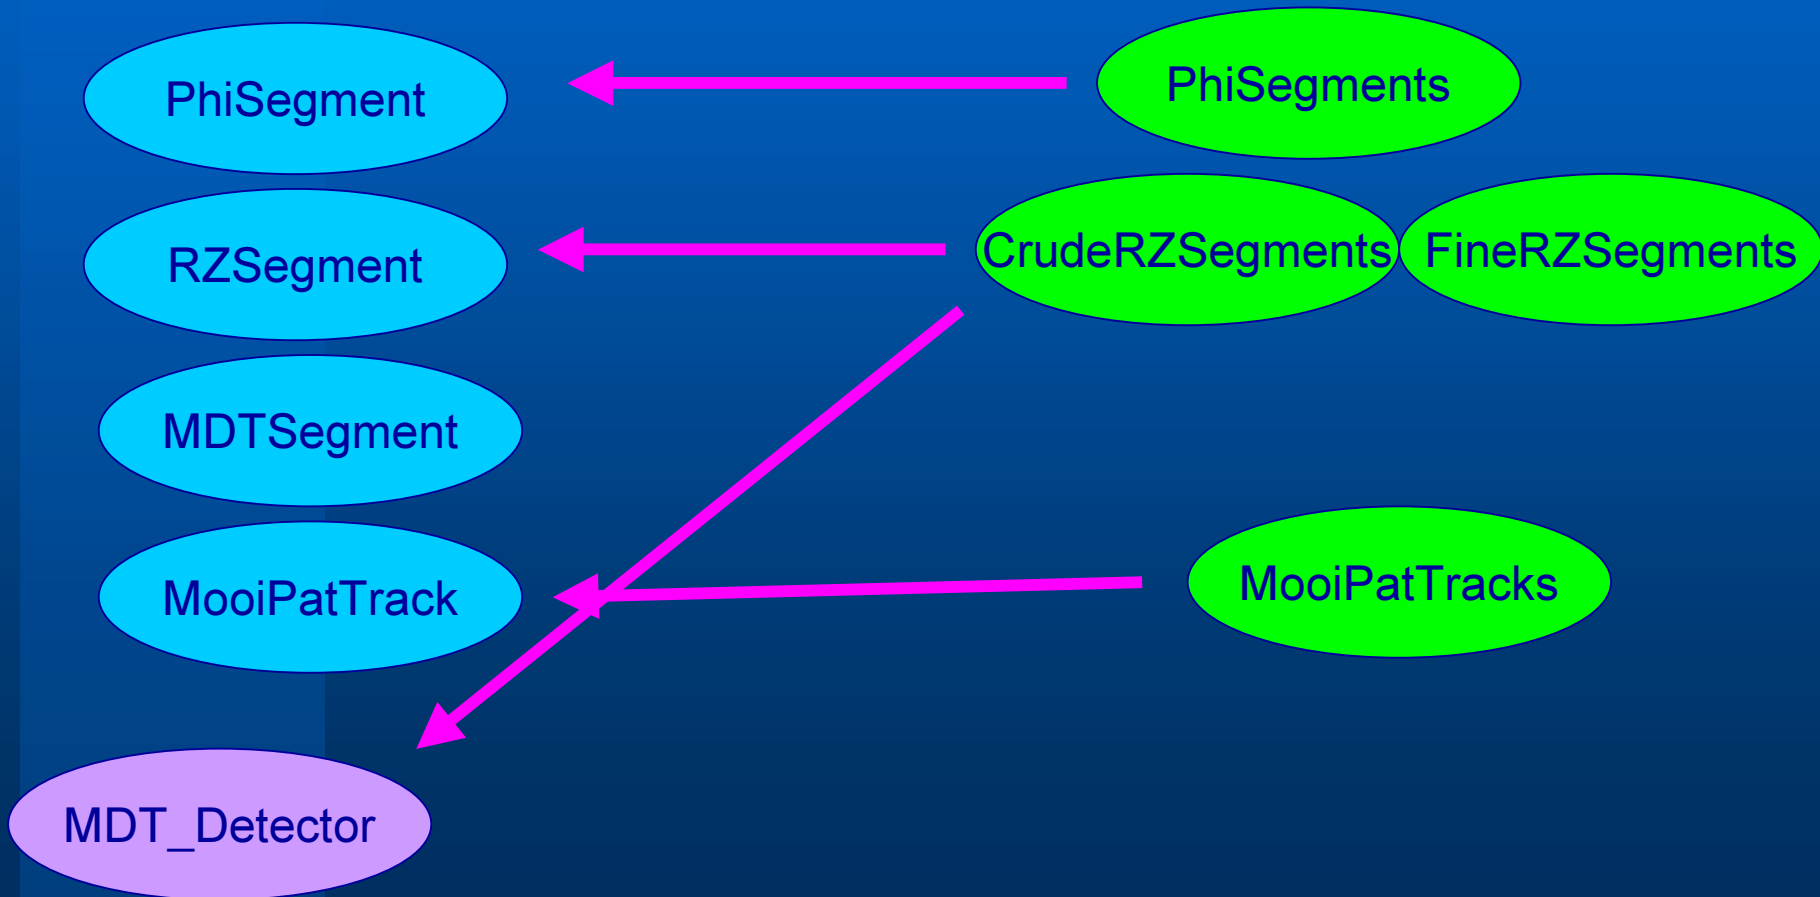 PhiSegment
PhiSegments
RZSegment
CrudeRZSegments
FineRZSegments
MDTSegment
MooiPatTrack
MooiPatTracks
MDT_Detector